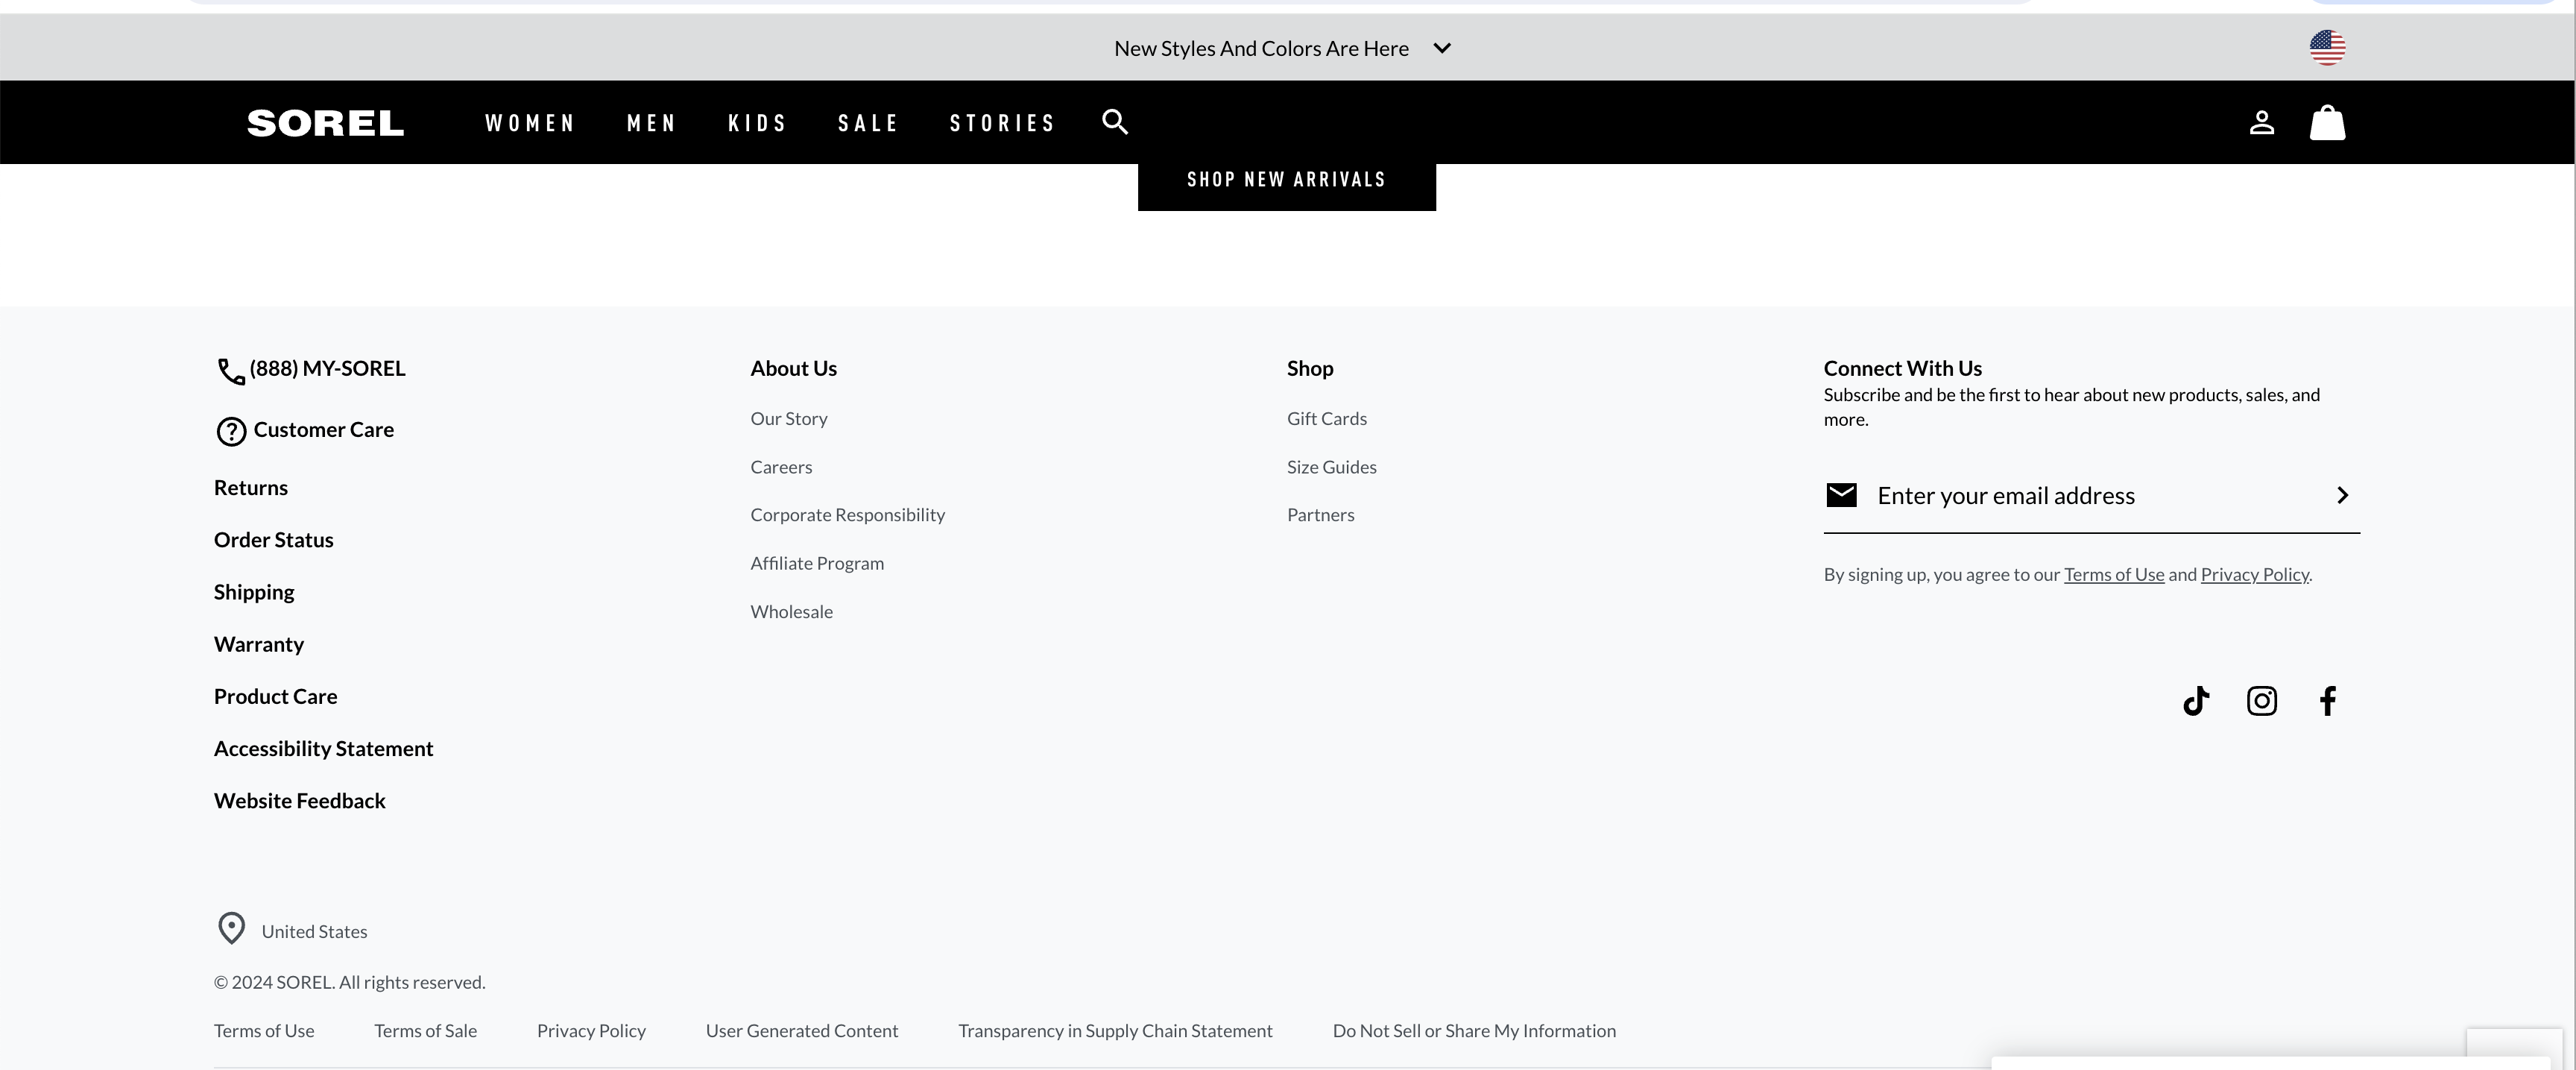 New Styles And Colors Are Here
SOREL
WOMEN
MEN
KIDS
SALE
STORIES
SHOP NEW ARRIVALS
(888) MY-SOREL
Customer Care
Returns
Order Status
Shipping
Warranty
Product Care
Accessibility Statement
Website Feedback
About Us
Our Story
Careers
Corporate Responsibility
Affiliate Program
Wholesale
Shop
Gift Cards
Size Guides
Partners
Connect With Us
Subscribe and be the first to hear about new products, sales, and
more.
Enter your email address
By signing up, you agree to our Terms of Use and Privacy Policy.
United States
© 2024 SOREL. All rights reserved.
Terms of Use
Terms of Sale
Privacy Policy
User Generated Content
Transparency in Supply Chain Statement
Do Not Sell or Share My Information